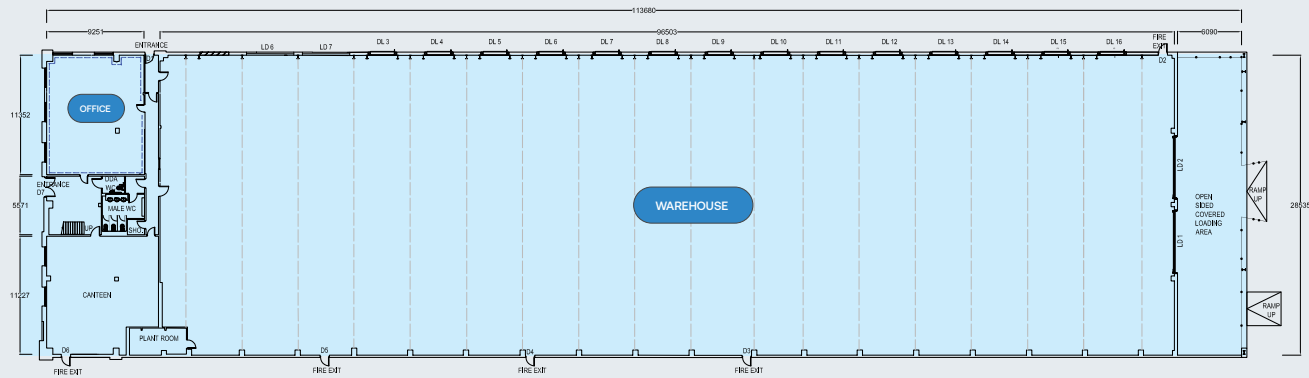 113680
9251
96503
6090
ENTRANCE
LD 6
LD 7
DL 3
DL 4
DL 5
DL 6
DL 7
DL 8
DL 9
DL 10
DL 11
DL 12
DL 13
DL 14
DL 15
DL 16
FIRE
EXIT
D2
11352
OFFICE
ENTRANCE
D7
DDA
WC
MALE WC
5571
UP
SHO
WAREHOUSE
LD 2
LD 1
OPEN
SIDED
COVERED
LOADING
AREA
RAMP
UP
28535
11227
CANTEEN
RAMP
UP
PLANT ROOM
D6
D5
D4
D3
FIRE EXIT
FIRE EXIT
FIRE EXIT
FIRE EXIT